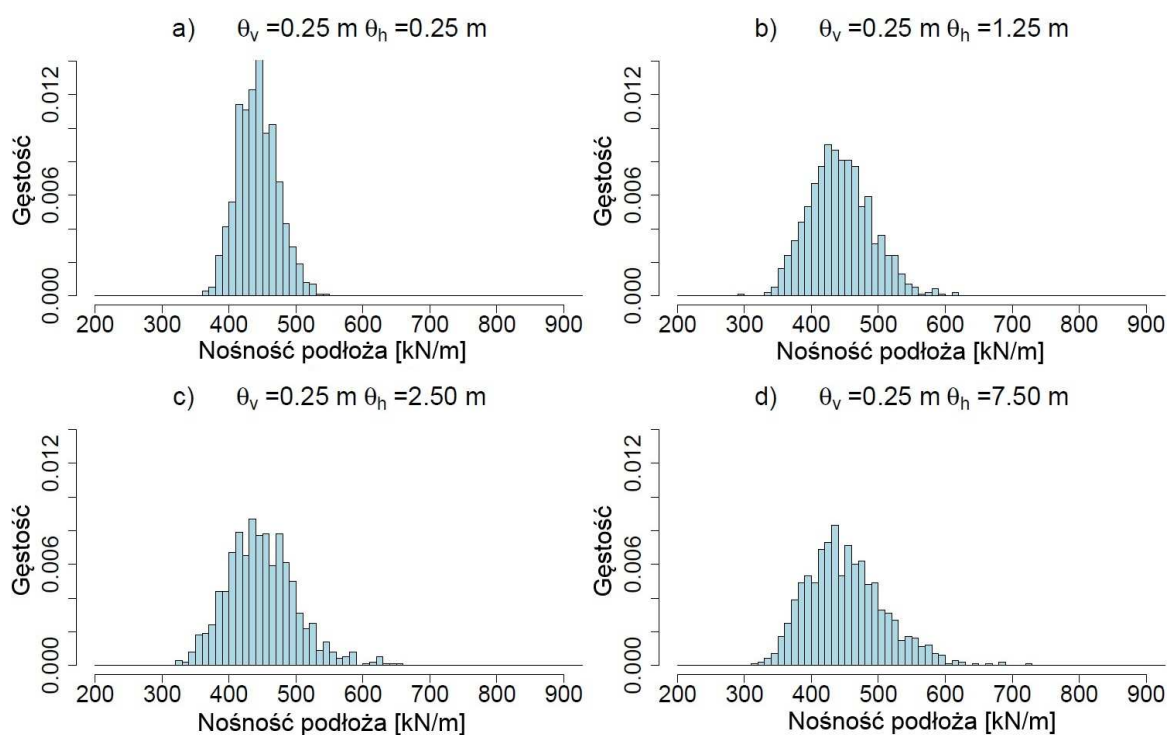 a) θv =0.25 m θh =0.25 m
Gęstość
0.000 0.006 0.012
200 300 400 500 600 700 800 900
Nośność podłoża [kN/m]
b) θv =0.25 m θh =1.25 m
Gęstość
0.000 0.006 0.012
200 300 400 500 600 700 800 900
Nośność podłoża [kN/m]
c) θv =0.25 m θh =2.50 m
Gęstość
0.000 0.006 0.012
200 300 400 500 600 700 800 900
Nośność podłoża [kN/m]
d) θv =0.25 m θh =7.50 m
Gęstość
0.000 0.006 0.012
200 300 400 500 600 700 800 900
Nośność podłoża [kN/m]